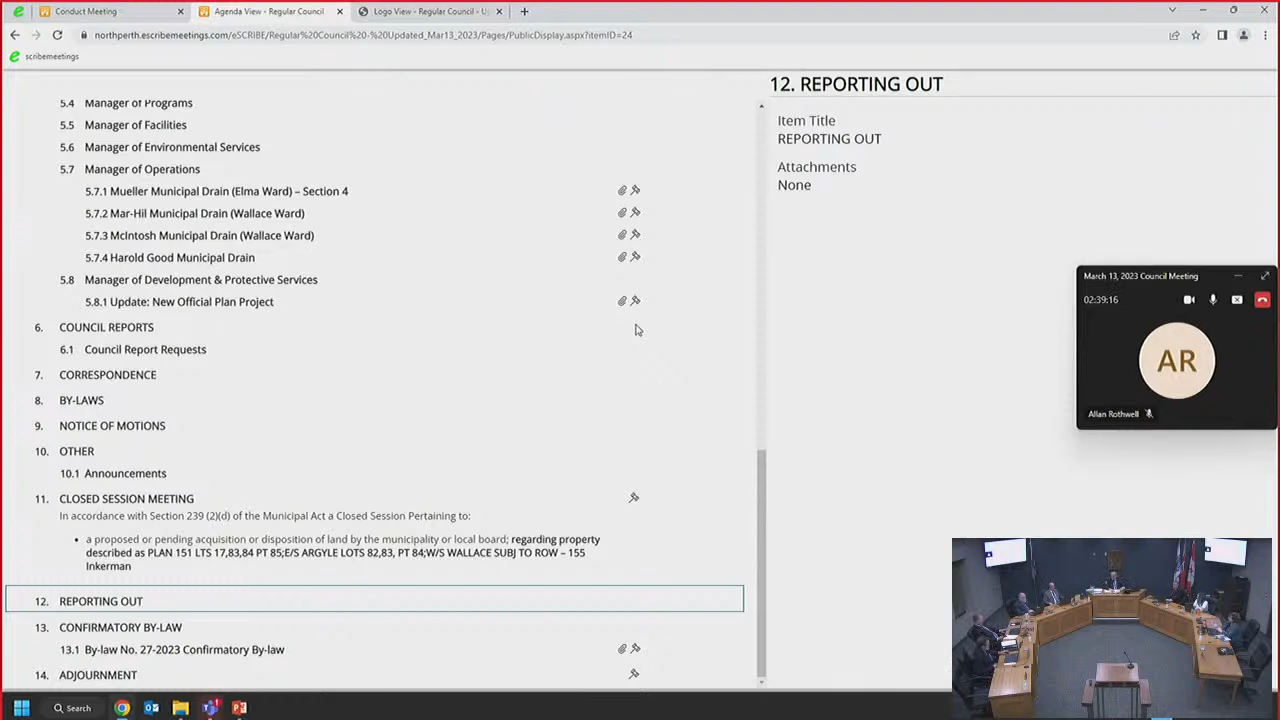 Conduct Meeting
Agenda View - Regular Council
Logo View - Regular Council - U
northperth.escribemeetings.com/eSCRIBE/Regular%20Council%20-%20Updated_Mar13_2023/Pages/PublicDisplay.aspx?itemID=24
scribemeetings
5.4 Manager of Programs
5.5 Manager of Facilities
5.6 Manager of Environmental Services
5.7 Manager of Operations
5.7.1 Mueller Municipal Drain (Elma Ward) – Section 4
5.7.2 Mar-Hil Municipal Drain (Wallace Ward)
5.7.3 McIntosh Municipal Drain (Wallace Ward)
5.7.4 Harold Good Municipal Drain
5.8 Manager of Development & Protective Services
5.8.1 Update: New Official Plan Project
6. COUNCIL REPORTS
6.1 Council Report Requests
7. CORRESPONDENCE
8. BY-LAWS
9. NOTICE OF MOTIONS
10. OTHER
10.1 Announcements
11. CLOSED SESSION MEETING
In accordance with Section 239 (2)(d) of the Municipal Act a Closed Session Pertaining to:
• a proposed or pending acquisition or disposition of land by the municipality or local board; regarding property
described as PLAN 151 LTS 17,83,84 PT 85;E/S ARGYLE LOTS 82,83, PT 84;W/S WALLACE SUBJ TO ROW – 155
Inkerman
12. REPORTING OUT
13. CONFIRMATORY BY-LAW
13.1 By-law No. 27-2023 Confirmatory By-law
14. ADJOURNMENT
12. REPORTING OUT
Item Title
REPORTING OUT
Attachments
None
March 13, 2023 Council Meeting
02:39:16
AR
Allan Rothwell
Search